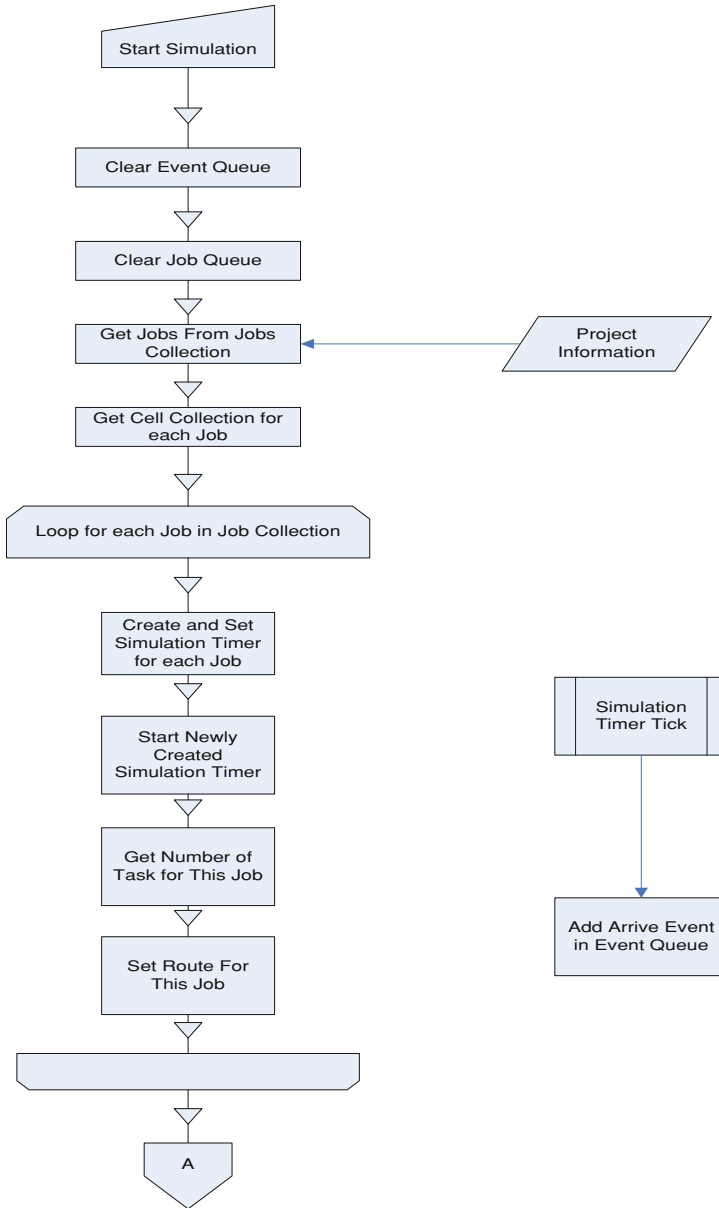 Start Simulation
Clear Event Queue
Clear Job Queue
Get Jobs From Jobs
Collection
Project
Information
Get Cell Collection for
each Job
Loop for each Job in Job Collection
Create and Set
Simulation Timer
for each Job
Start Newly
Created
Simulation Timer
Get Number of
Task for This Job
Set Route For
This Job
A
Simulation
Timer Tick
Add Arrive Event
in Event Queue